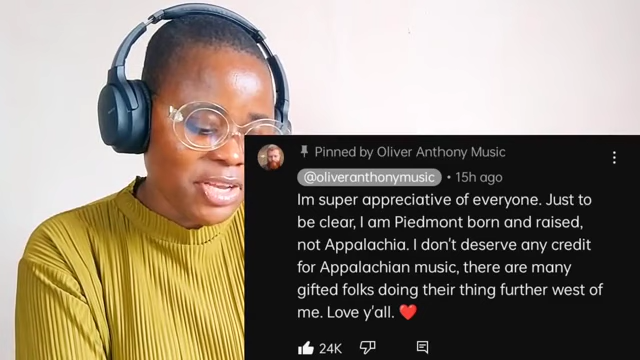 Pinned by Oliver Anthony Music
@oliveranthonymusic • 15h ago
Im super appreciative of everyone. Just to
be clear, I am Piedmont born and raised,
not Appalachia. I don't deserve any credit
for Appalachian music, there are many
gifted folks doing their thing further west of
me. Love y'all. ❤️
24K